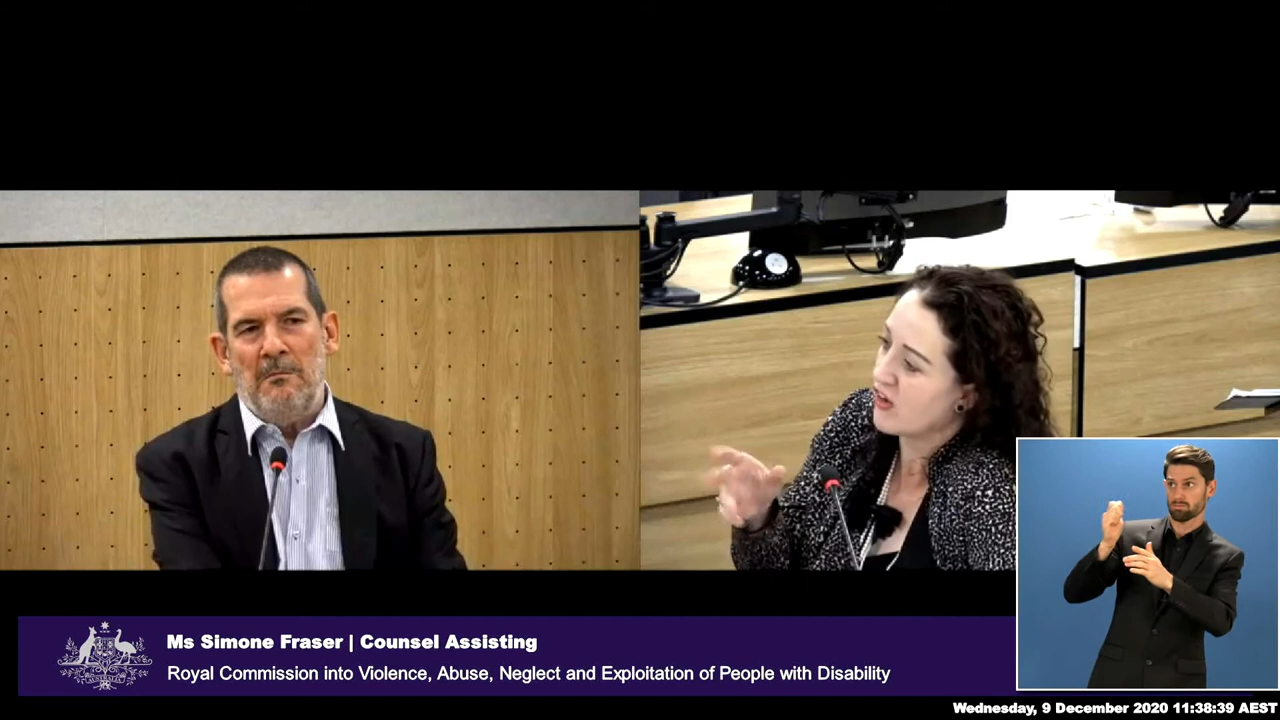 Ms Simone Fraser | Counsel Assisting
Royal Commission into Violence, Abuse, Neglect and Exploitation of People with Disability
Wednesday, 9 December 2020 11:38:39 AEST